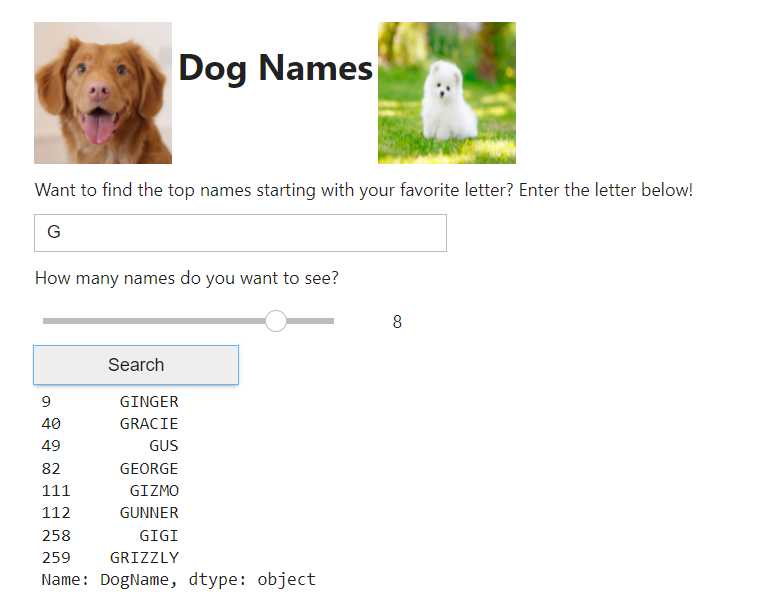 Dog Names
Want to find the top names starting with your favorite letter? Enter the letter below!
G
How many names do you want to see?
8
Search
9 GINGER
40 GRACIE
49 GUS
82 GEORGE
111 GIZMO
112 GUNNER
258 GIGI
259 GRIZZLY
Name: DogName, dtype: object